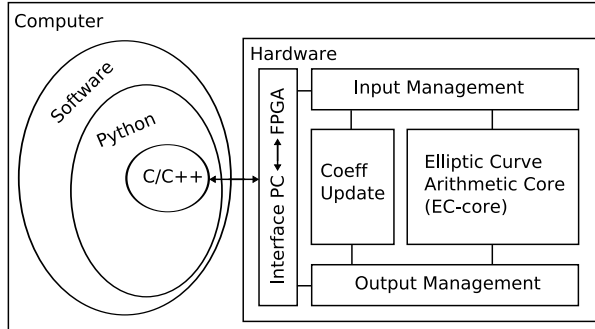 Computer
Software
Python
C/C++
Hardware
Interface PC ↔ FPGA
Input Management
Coeff
Update
Elliptic Curve
Arithmetic Core
(EC-core)
Output Management